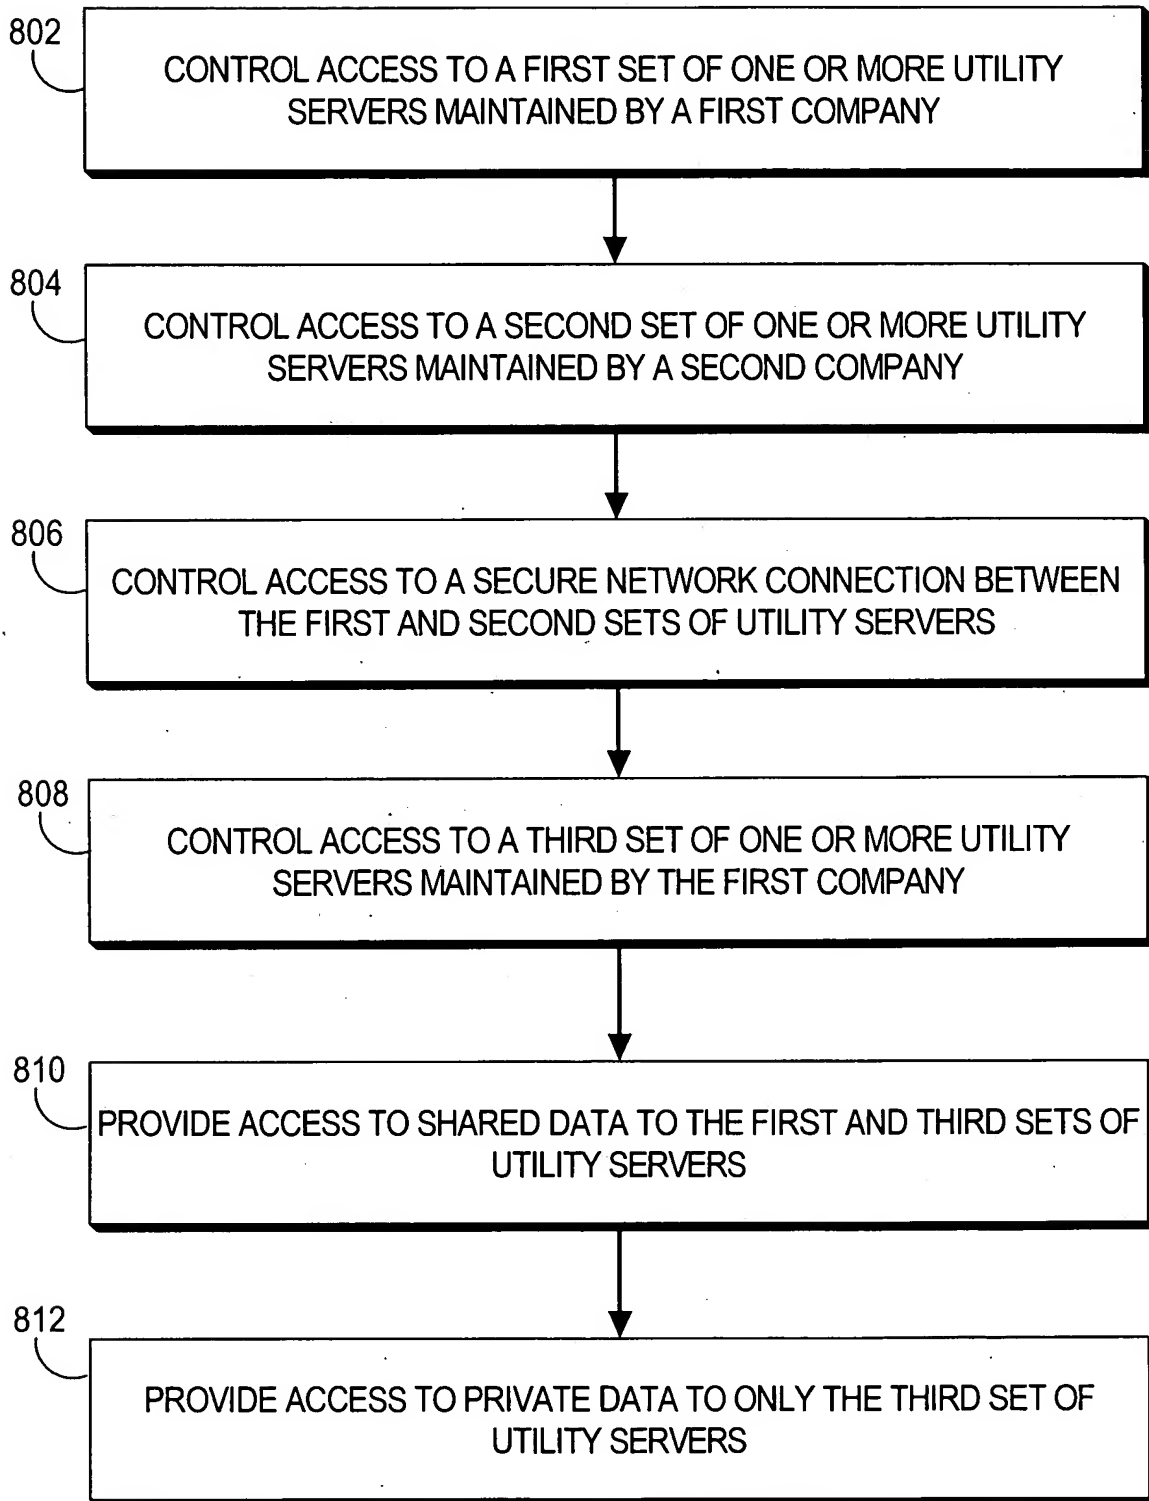 802
CONTROL ACCESS TO A FIRST SET OF ONE OR MORE UTILITY
SERVERS MAINTAINED BY A FIRST COMPANY
804
CONTROL ACCESS TO A SECOND SET OF ONE OR MORE UTILITY
SERVERS MAINTAINED BY A SECOND COMPANY
806
CONTROL ACCESS TO A SECURE NETWORK CONNECTION BETWEEN
THE FIRST AND SECOND SETS OF UTILITY SERVERS
808
CONTROL ACCESS TO A THIRD SET OF ONE OR MORE UTILITY
SERVERS MAINTAINED BY THE FIRST COMPANY
810
PROVIDE ACCESS TO SHARED DATA TO THE FIRST AND THIRD SETS OF
UTILITY SERVERS
812
PROVIDE ACCESS TO PRIVATE DATA TO ONLY THE THIRD SET OF
UTILITY SERVERS